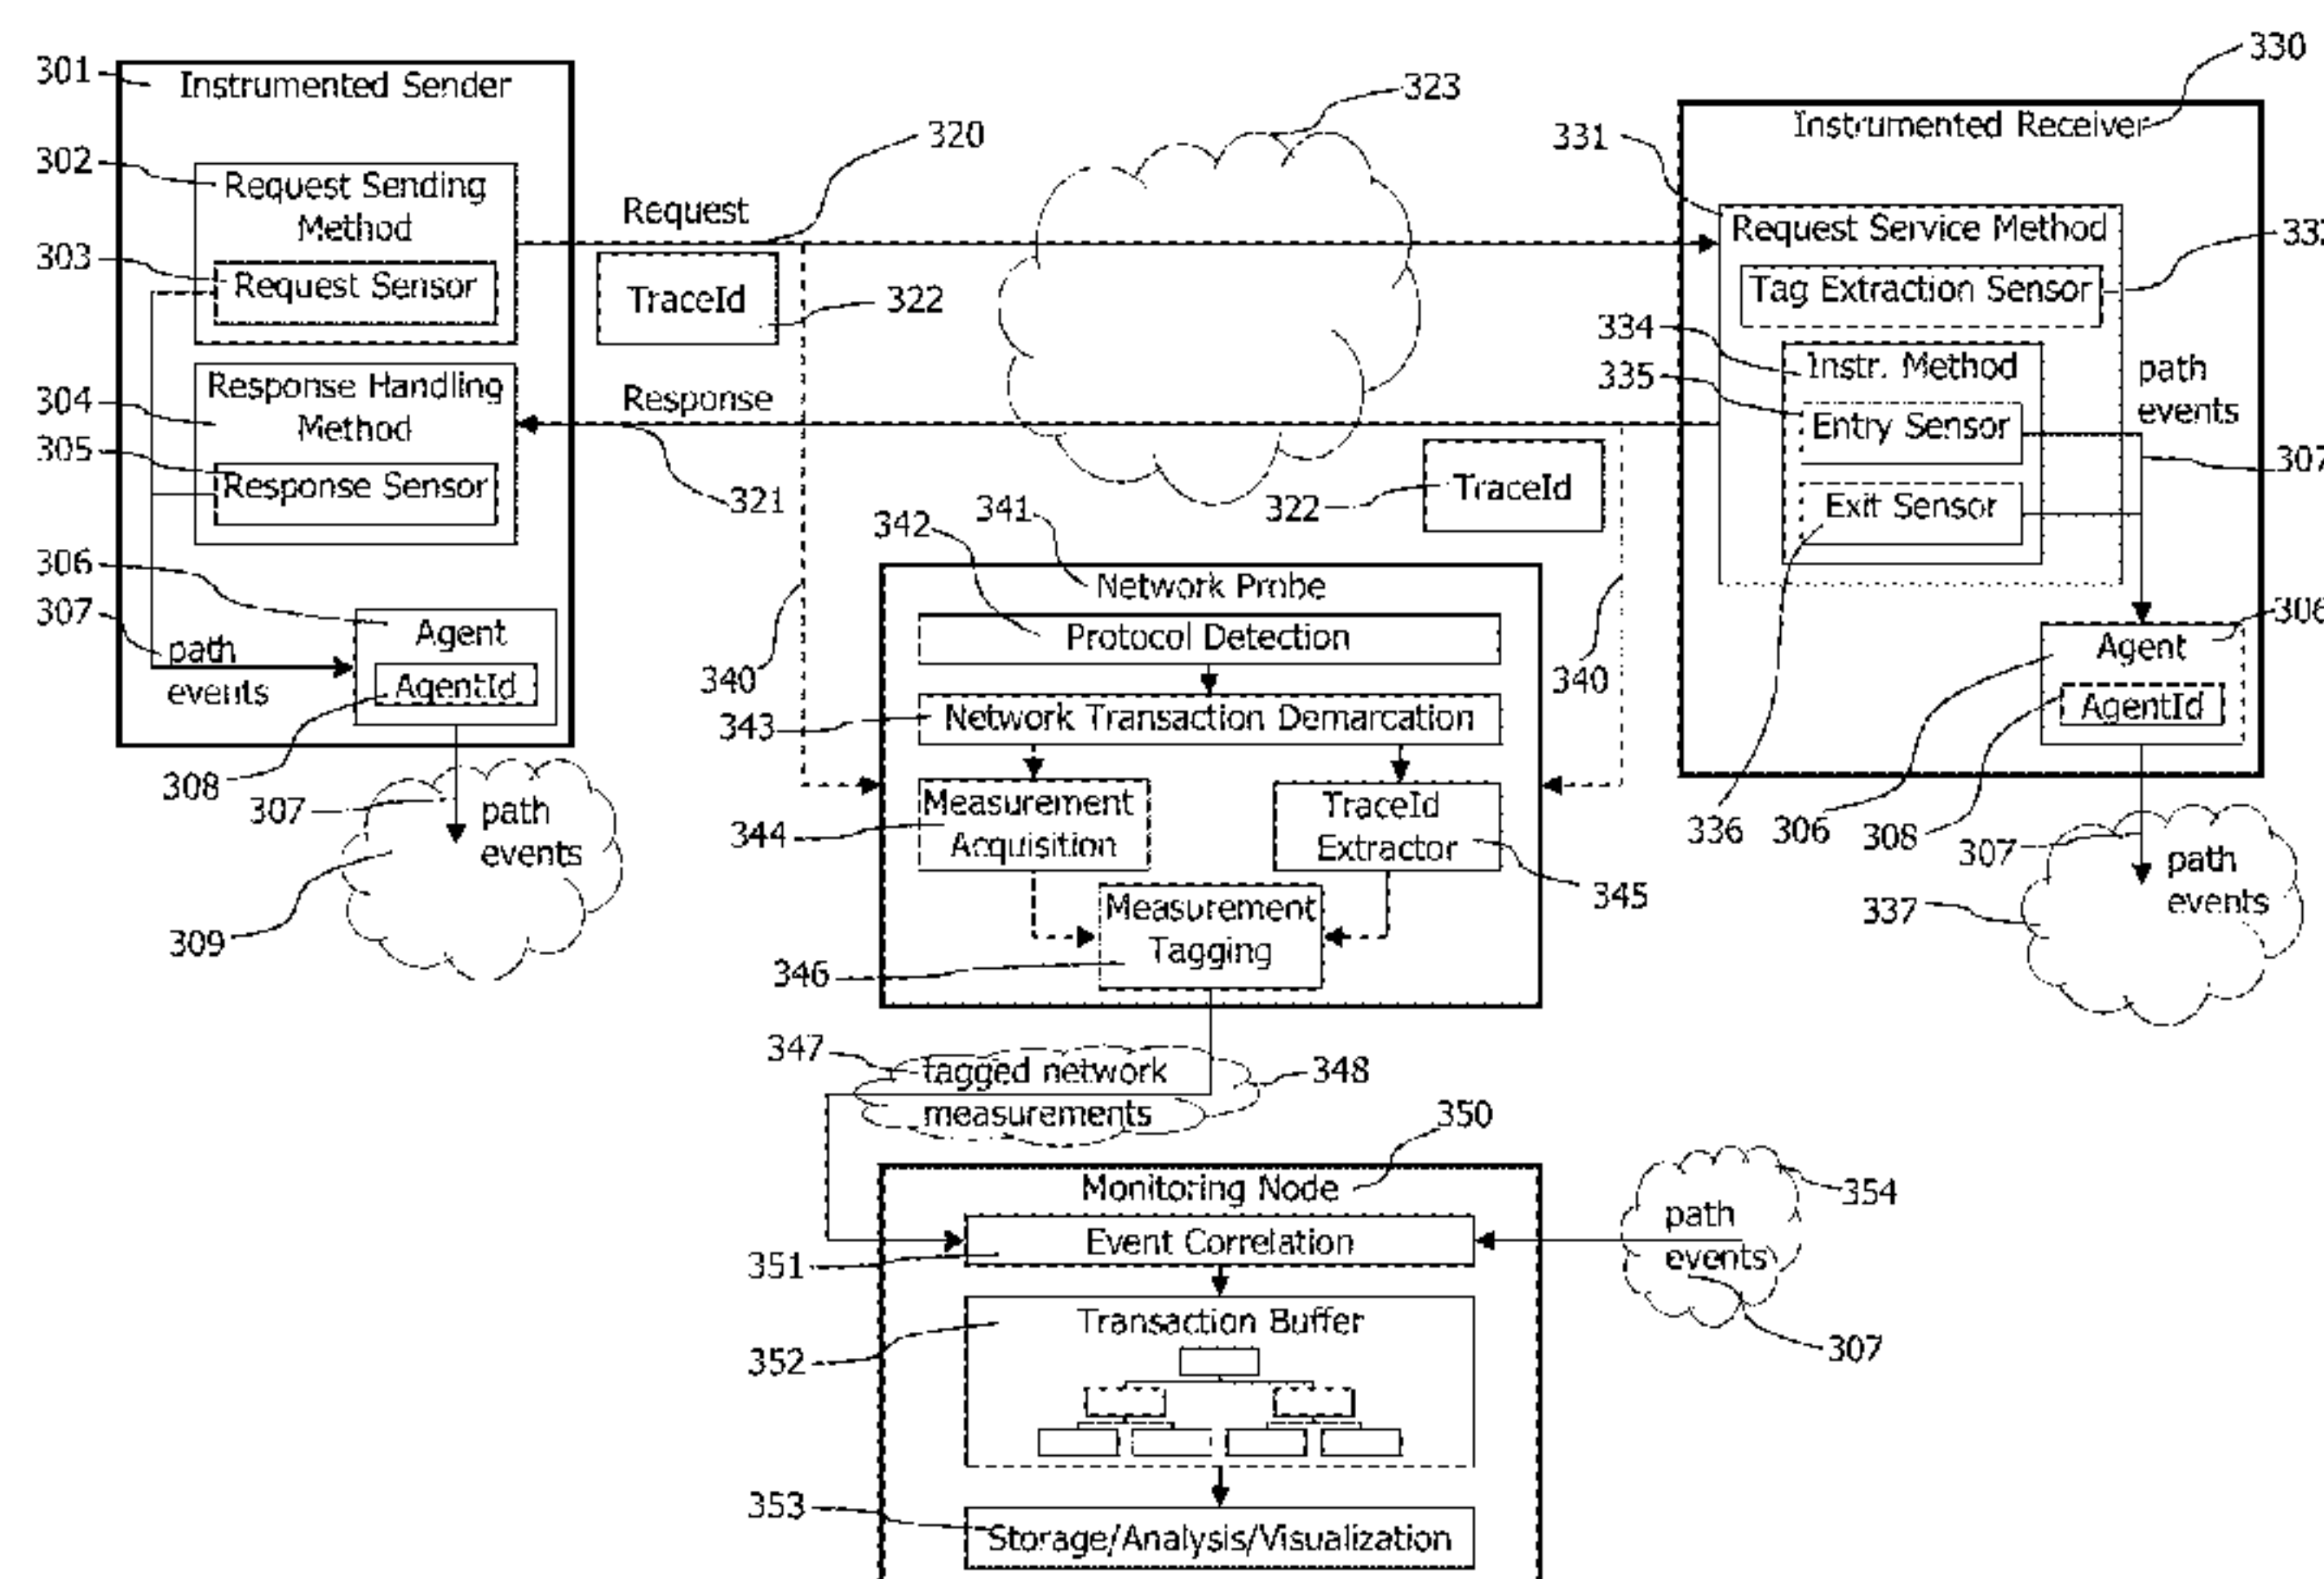 301
Instrumented Sender
302
Request Sending
Method
303
Request Sensor
304
Response Handling
Method
305
Response Sensor
306
307
path
events
Agent
AgentId
308
307
path
events
309
Request
320
TraceId
322
323
Response
321
322
TraceId
340
340
330
Instrumented Receiver
331
Request Service Method
Tag Extraction Sensor
334
Instr. Method
335
Entry Sensor
Exit Sensor
path
events
307
306
Agent
AgentId
336
306
308
307
path
events
337
342
341
Network Probe
Protocol Detection
343
Network Transaction Demarcation
344
Measurement
Acquisition
TraceId
Extractor
345
346
Measurement
Tagging
347
tagged network
measurements
348
350
Monitoring Node
351
Event Correlation
path
events
354
307
352
Transaction Buffer
353
Storage/Analysis/Visualization